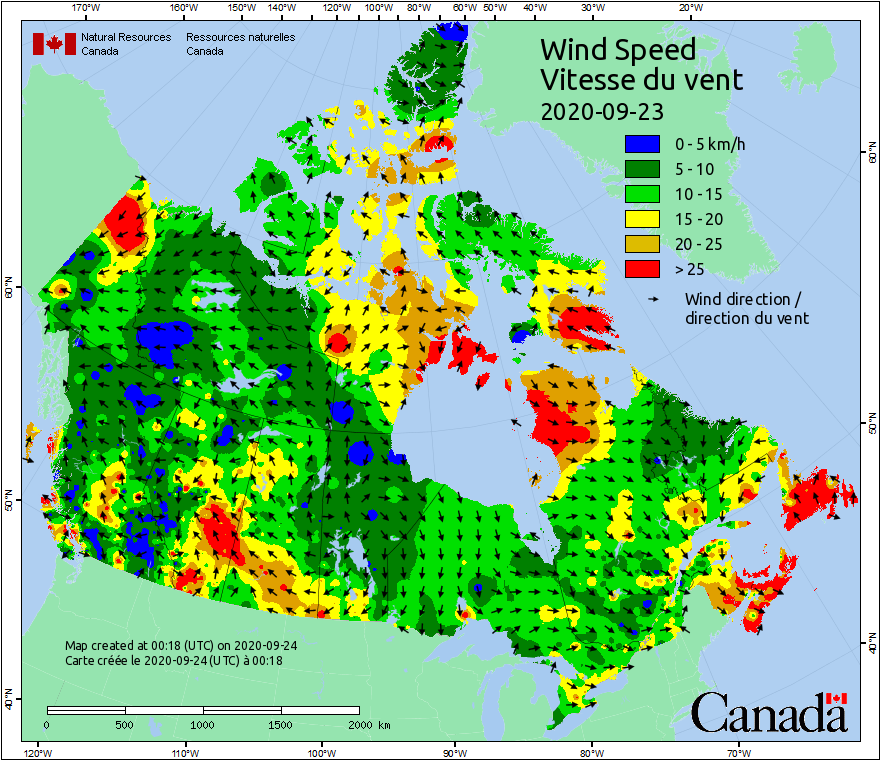 170°W 160°W 150°W 140°W 130°W 120°W 110°W 100°W 90°W 80°W 70°W 60°W 50°W 40°W 30°W 20°W
Natural Resources Ressources naturelles
Canada Canada
Wind Speed
Vitesse du vent
2020-09-23
0 - 5 km/h
5 - 10
10 - 15
15 - 20
20 - 25
> 25
Wind direction /
direction du vent
60°N
60°N
50°N
50°N
40°N
40°N
Map created at 00:18 (UTC) on 2020-09-24
Carte créée le 2020-09-24 (UTC) à 00:18
0 500 1000 1500 2000 km
Canada
120°W 110°W 100°W 90°W 80°W 70°W